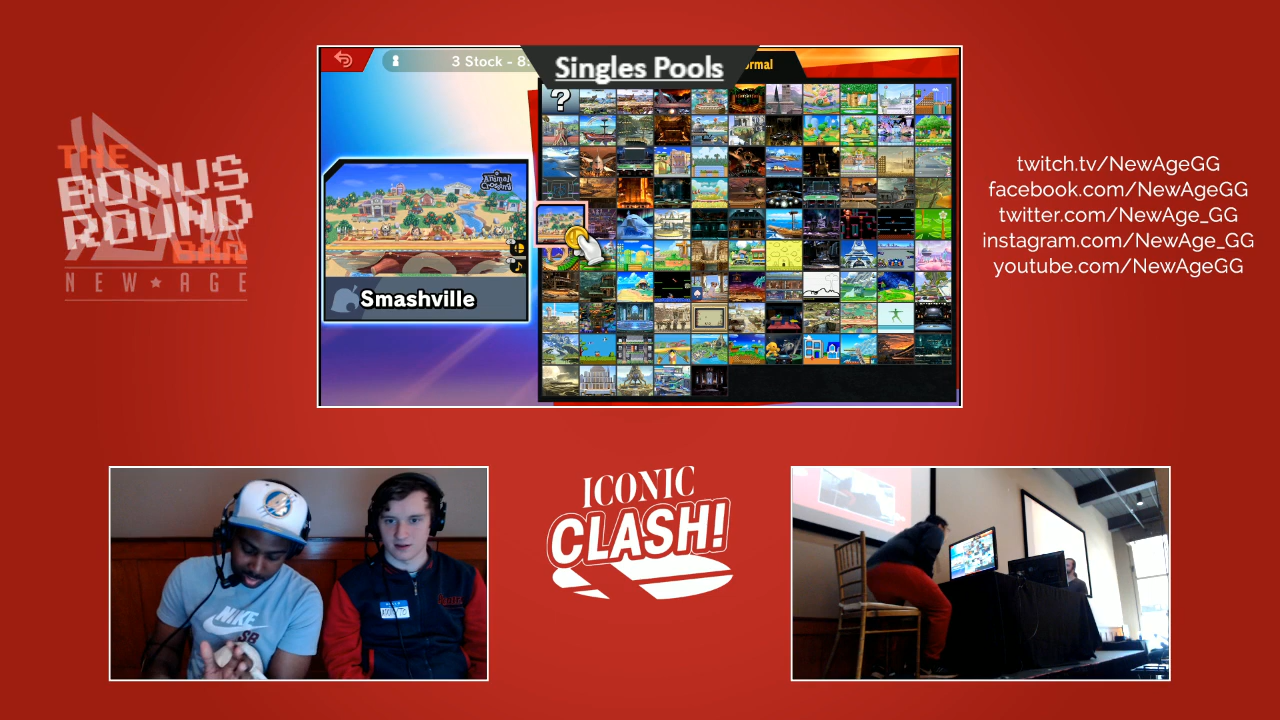 3 Stock - 8:
Singles Pools
ormal
?
Animal Crossing
Smashville
THE
BONUS
ROUND
BAR
NEW AGE
twitch.tv/NewAgeGG
facebook.com/NewAgeGG
twitter.com/NewAge_GG
instagram.com/NewAge_GG
youtube.com/NewAgeGG
ICONIC
CLASH!
NIKE
SB